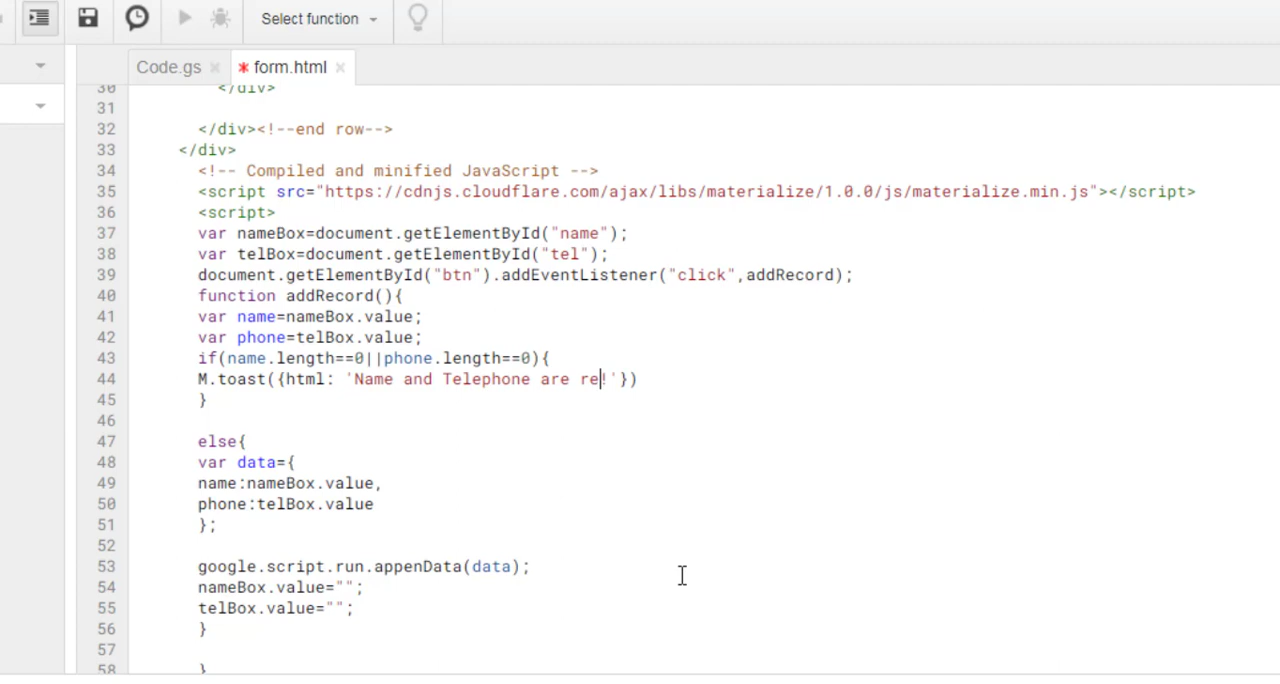 Select function
Code.gs
* form.html
30 </div>
31
32 </div><!--end row-->
33 </div>
34 <!-- Compiled and minified JavaScript -->
35 <script src="https://cdnjs.cloudflare.com/ajax/libs/materialize/1.0.0/js/materialize.min.js"></script>
36 <script>
37 var nameBox=document.getElementById("name");
38 var telBox=document.getElementById("tel");
39 document.getElementById("btn").addEventListener("click",addRecord);
40 function addRecord(){
41 var name=nameBox.value;
42 var phone=telBox.value;
43 if(name.length==0||phone.length==0){
44 M.toast({html: 'Name and Telephone are re!'})
45 }
46
47 else{
48 var data={
49 name:nameBox.value,
50 phone:telBox.value
51 };
52
53 google.script.run.appenData(data);
54 nameBox.value="";
55 telBox.value="";
56 }
57
58 }